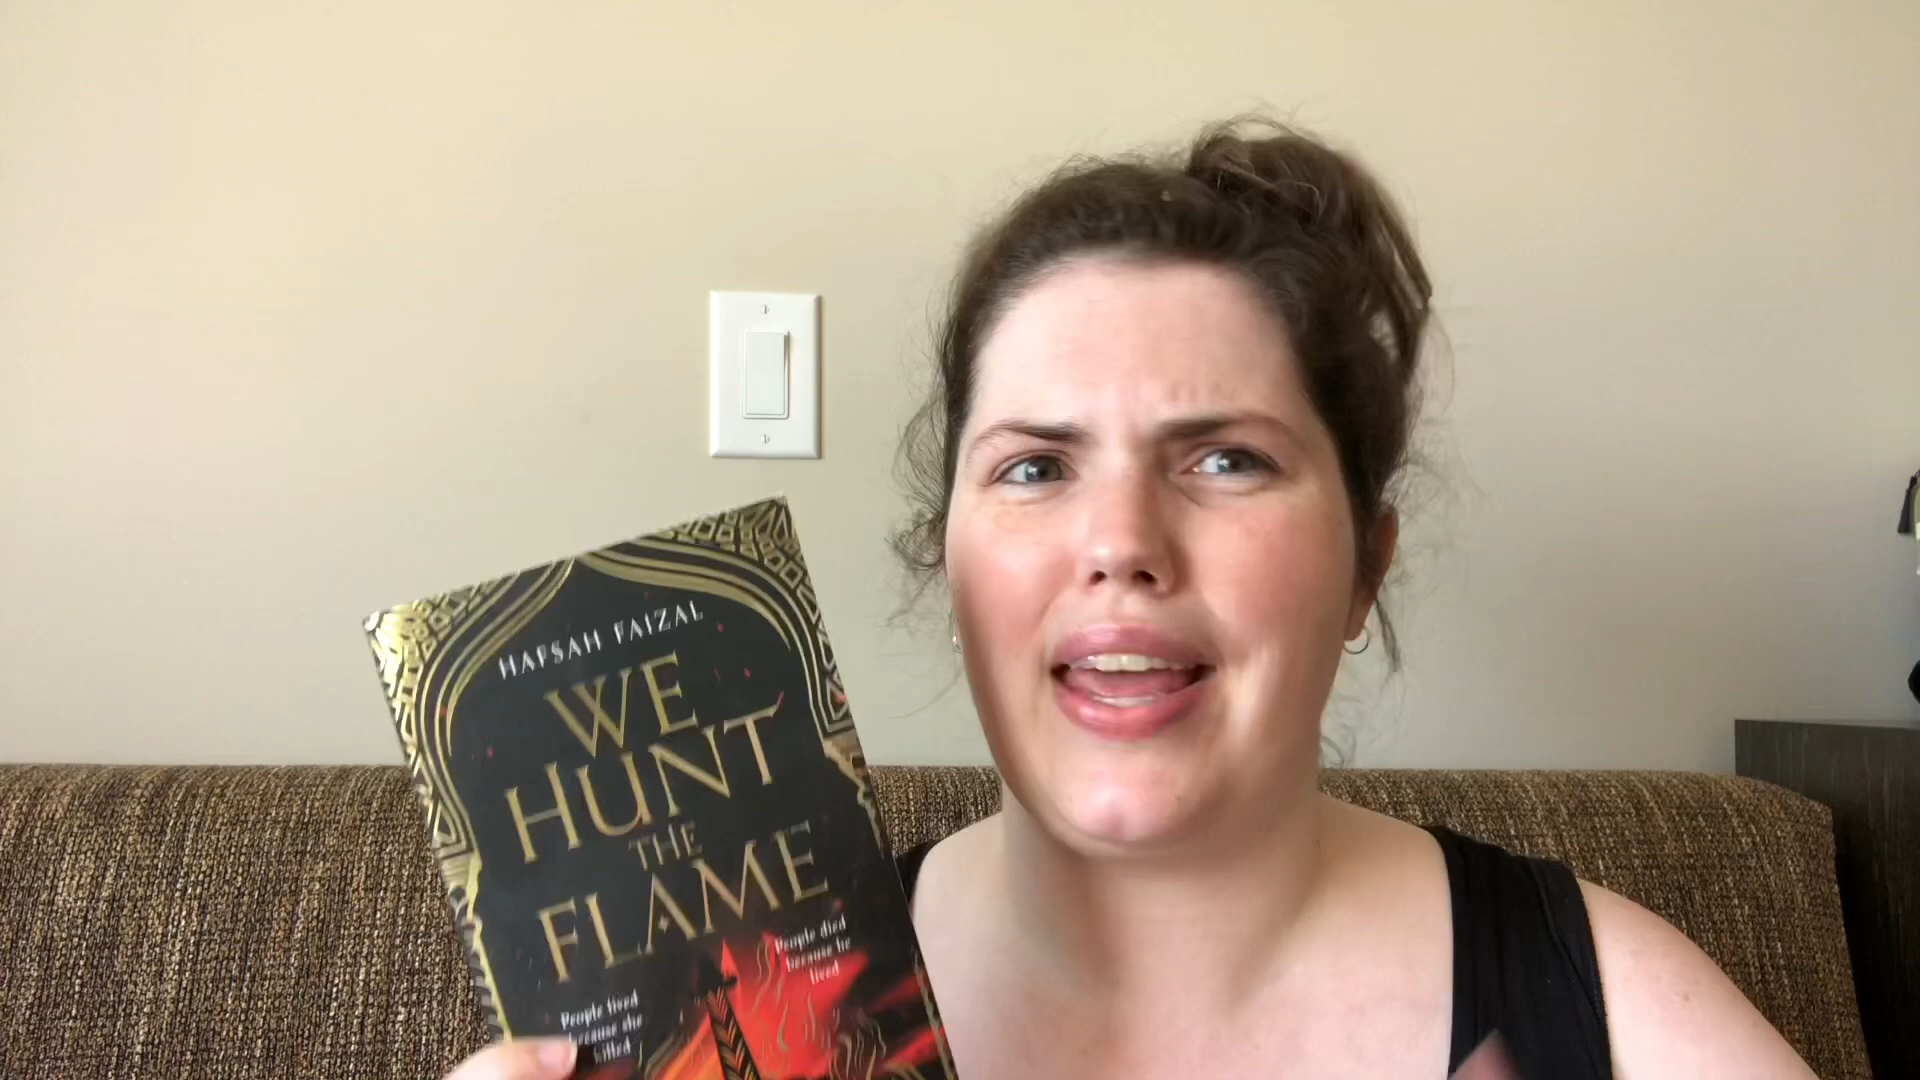 HAFSAH FAIZAL
WE
HUNT
THE
FLAME
People died
because he
lived
People lived
because she
killed